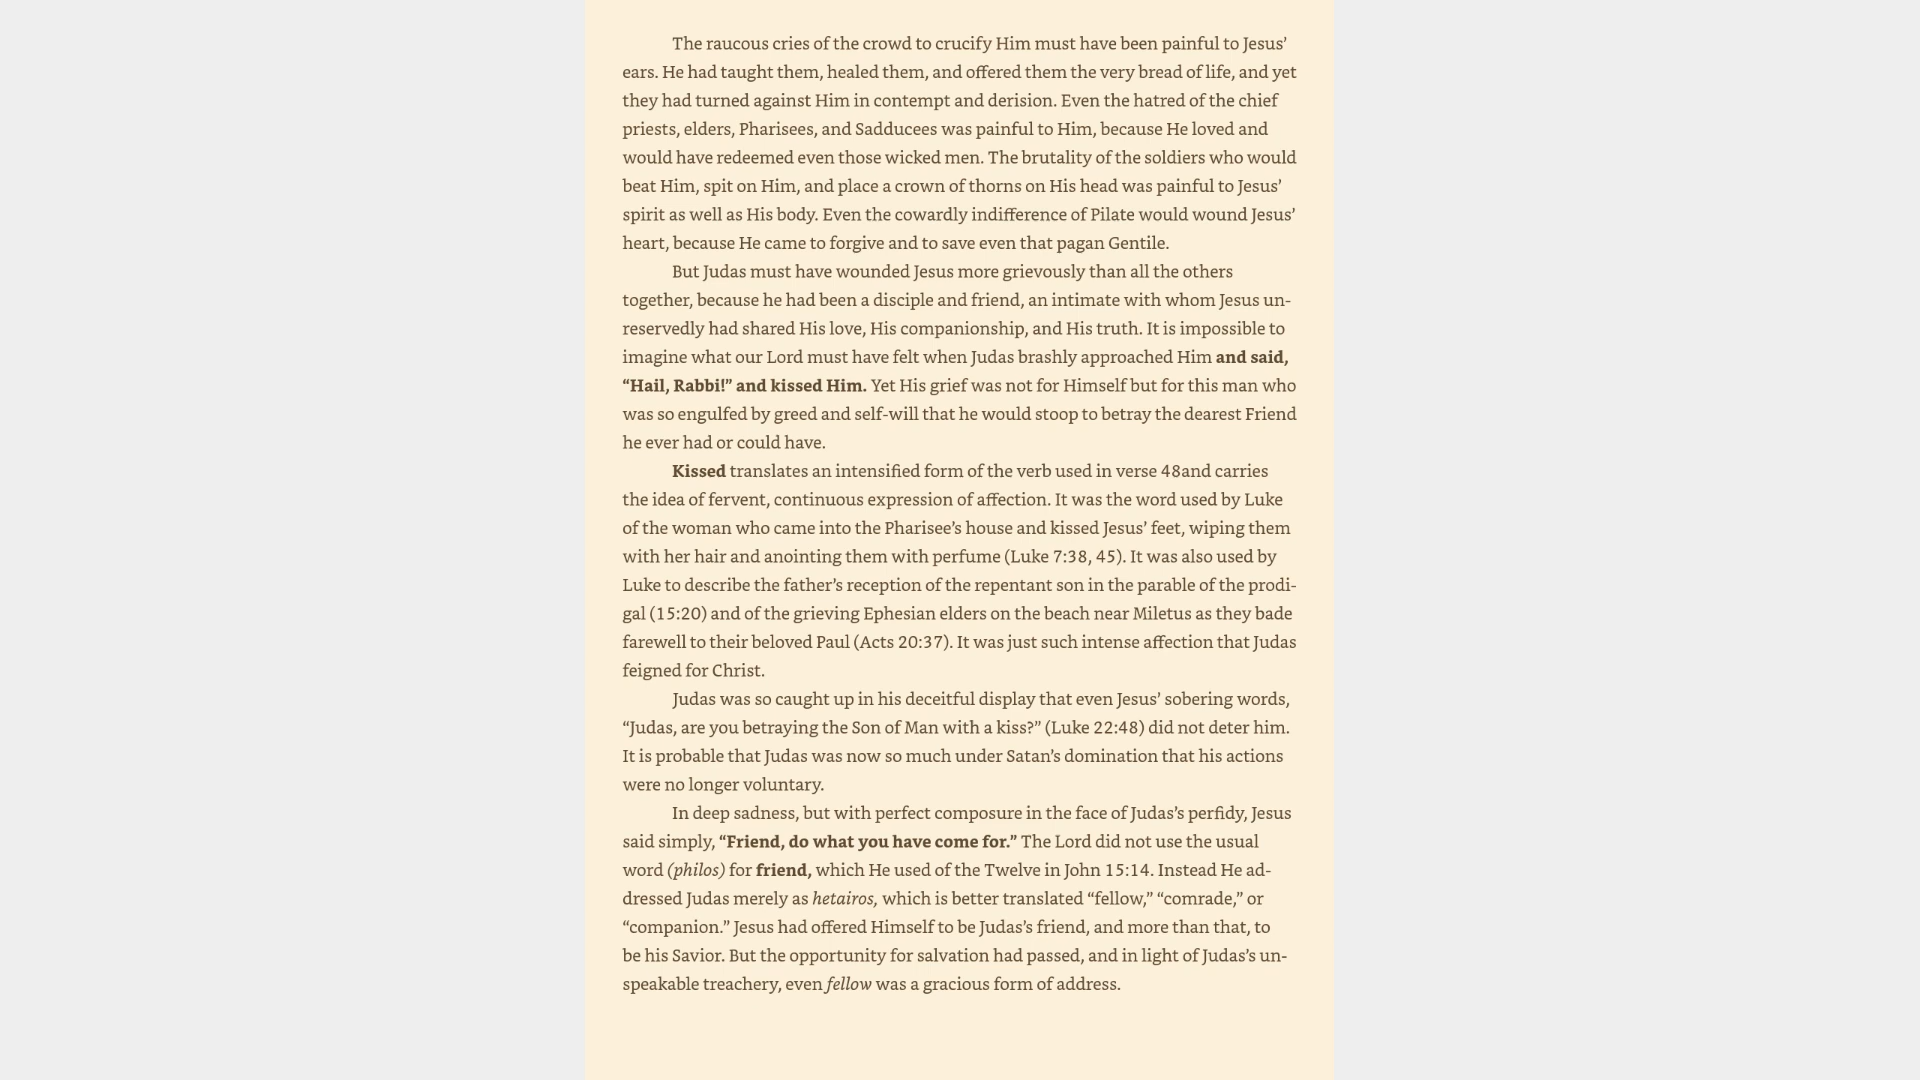 The raucous cries of the crowd to crucify Him must have been painful to Jesus’
ears. He had taught them, healed them, and offered them the very bread of life, and yet
they had turned against Him in contempt and derision. Even the hatred of the chief
priests, elders, Pharisees, and Sadducees was painful to Him, because He loved and
would have redeemed even those wicked men. The brutality of the soldiers who would
beat Him, spit on Him, and place a crown of thorns on His head was painful to Jesus’
spirit as well as His body. Even the cowardly indifference of Pilate would wound Jesus’
heart, because He came to forgive and to save even that pagan Gentile.
But Judas must have wounded Jesus more grievously than all the others
together, because he had been a disciple and friend, an intimate with whom Jesus un-
reservedly had shared His love, His companionship, and His truth. It is impossible to
imagine what our Lord must have felt when Judas brashly approached Him and said,
“Hail, Rabbi!” and kissed Him. Yet His grief was not for Himself but for this man who
was so engulfed by greed and self-will that he would stoop to betray the dearest Friend
he ever had or could have.
Kissed translates an intensified form of the verb used in verse 48and carries
the idea of fervent, continuous expression of affection. It was the word used by Luke
of the woman who came into the Pharisee’s house and kissed Jesus’ feet, wiping them
with her hair and anointing them with perfume (Luke 7:38, 45). It was also used by
Luke to describe the father’s reception of the repentant son in the parable of the prodi-
gal (15:20) and of the grieving Ephesian elders on the beach near Miletus as they bade
farewell to their beloved Paul (Acts 20:37). It was just such intense affection that Judas
feigned for Christ.
Judas was so caught up in his deceitful display that even Jesus’ sobering words,
“Judas, are you betraying the Son of Man with a kiss?” (Luke 22:48) did not deter him.
It is probable that Judas was now so much under Satan’s domination that his actions
were no longer voluntary.
In deep sadness, but with perfect composure in the face of Judas’s perfidy, Jesus
said simply, “Friend, do what you have come for.” The Lord did not use the usual
word (philos) for friend, which He used of the Twelve in John 15:14. Instead He ad-
dressed Judas merely as hetairos, which is better translated “fellow,” “comrade,” or
“companion.” Jesus had offered Himself to be Judas’s friend, and more than that, to
be his Savior. But the opportunity for salvation had passed, and in light of Judas’s un-
speakable treachery, even fellow was a gracious form of address.